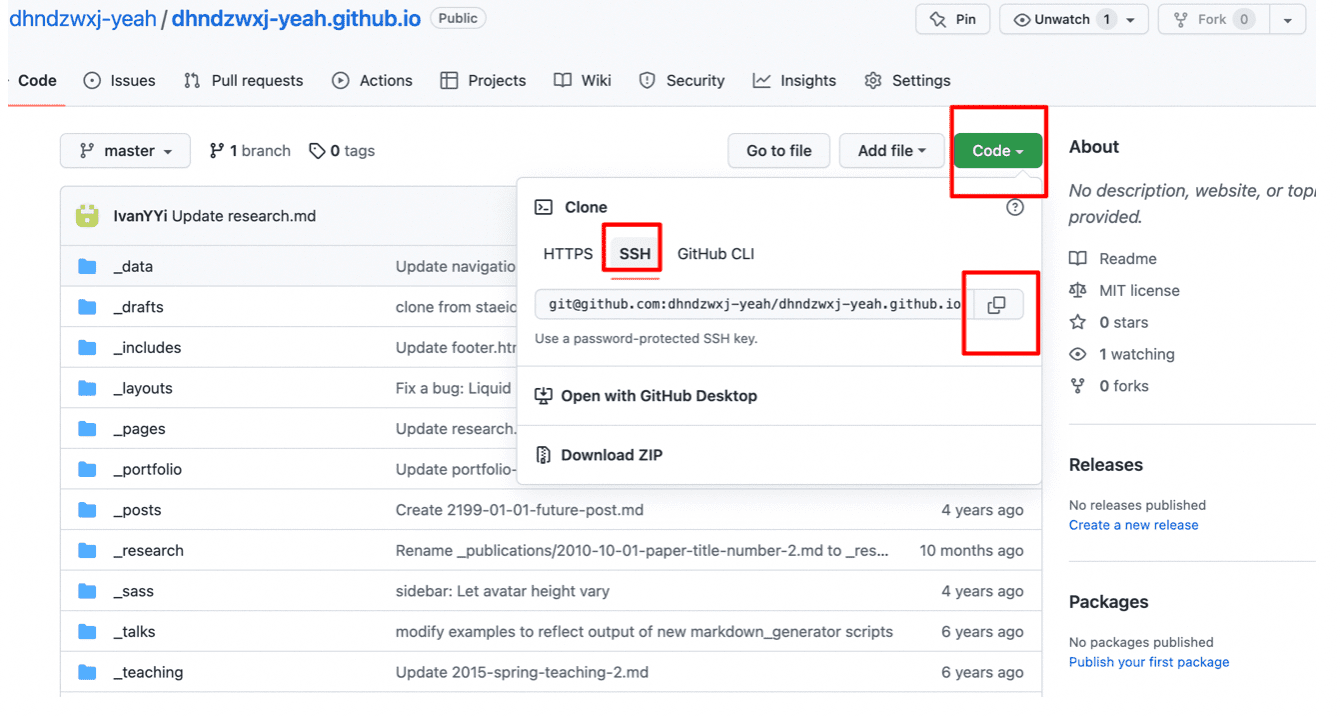 dhndzwxj-yeah / dhndzwxj-yeah.github.io Public Pin Unwatch 1 Fork 0
Code Issues Pull requests Actions Projects Wiki Security Insights Settings
master 1 branch 0 tags Go to file Add file Code
IvanYYi Update research.md
_data Update navigatio
_drafts clone from staeic
_includes Update footer.htm
_layouts Fix a bug: Liquid
_pages Update research.
_portfolio Update portfolio-
_posts Create 2199-01-01-future-post.md 4 years ago
_research Rename _publications/2010-10-01-paper-title-number-2.md to _res... 10 months ago
_sass sidebar: Let avatar height vary 4 years ago
_talks modify examples to reflect output of new markdown_generator scripts 6 years ago
_teaching Update 2015-spring-teaching-2.md 6 years ago
Clone
HTTPS SSH GitHub CLI
git@github.com:dhndzwxj-yeah/dhndzwxj-yeah.github.io
Use a password-protected SSH key.
Open with GitHub Desktop
Download ZIP
About
No description, website, or topi
provided.
Readme
MIT license
0 stars
1 watching
0 forks
Releases
No releases published
Create a new release
Packages
No packages published
Publish your first package